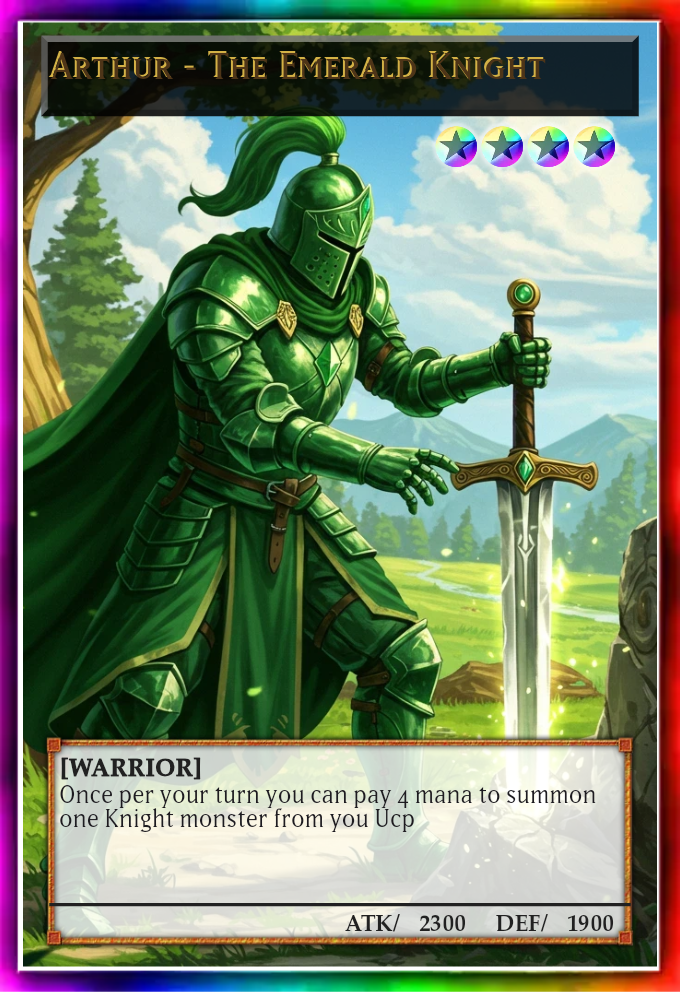 Arthur - The Emerald Knight
[WARRIOR]
Once per your turn you can pay 4 mana to summon
one Knight monster from you Ucp
ATK/ 2300 DEF/ 1900